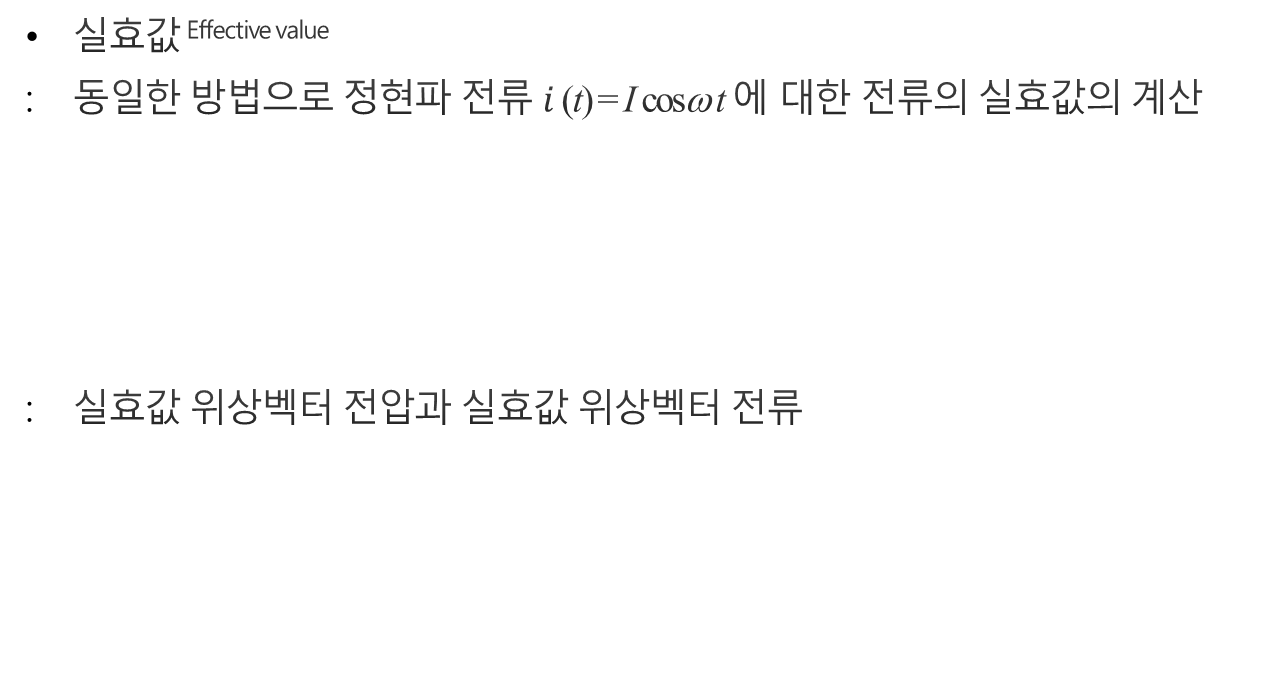 • 실효값 Effective value
: 동일한 방법으로 정현파 전류 i (t)=I cosωt 에 대한 전류의 실효값의 계산
: 실효값 위상벡터 전압과 실효값 위상벡터 전류